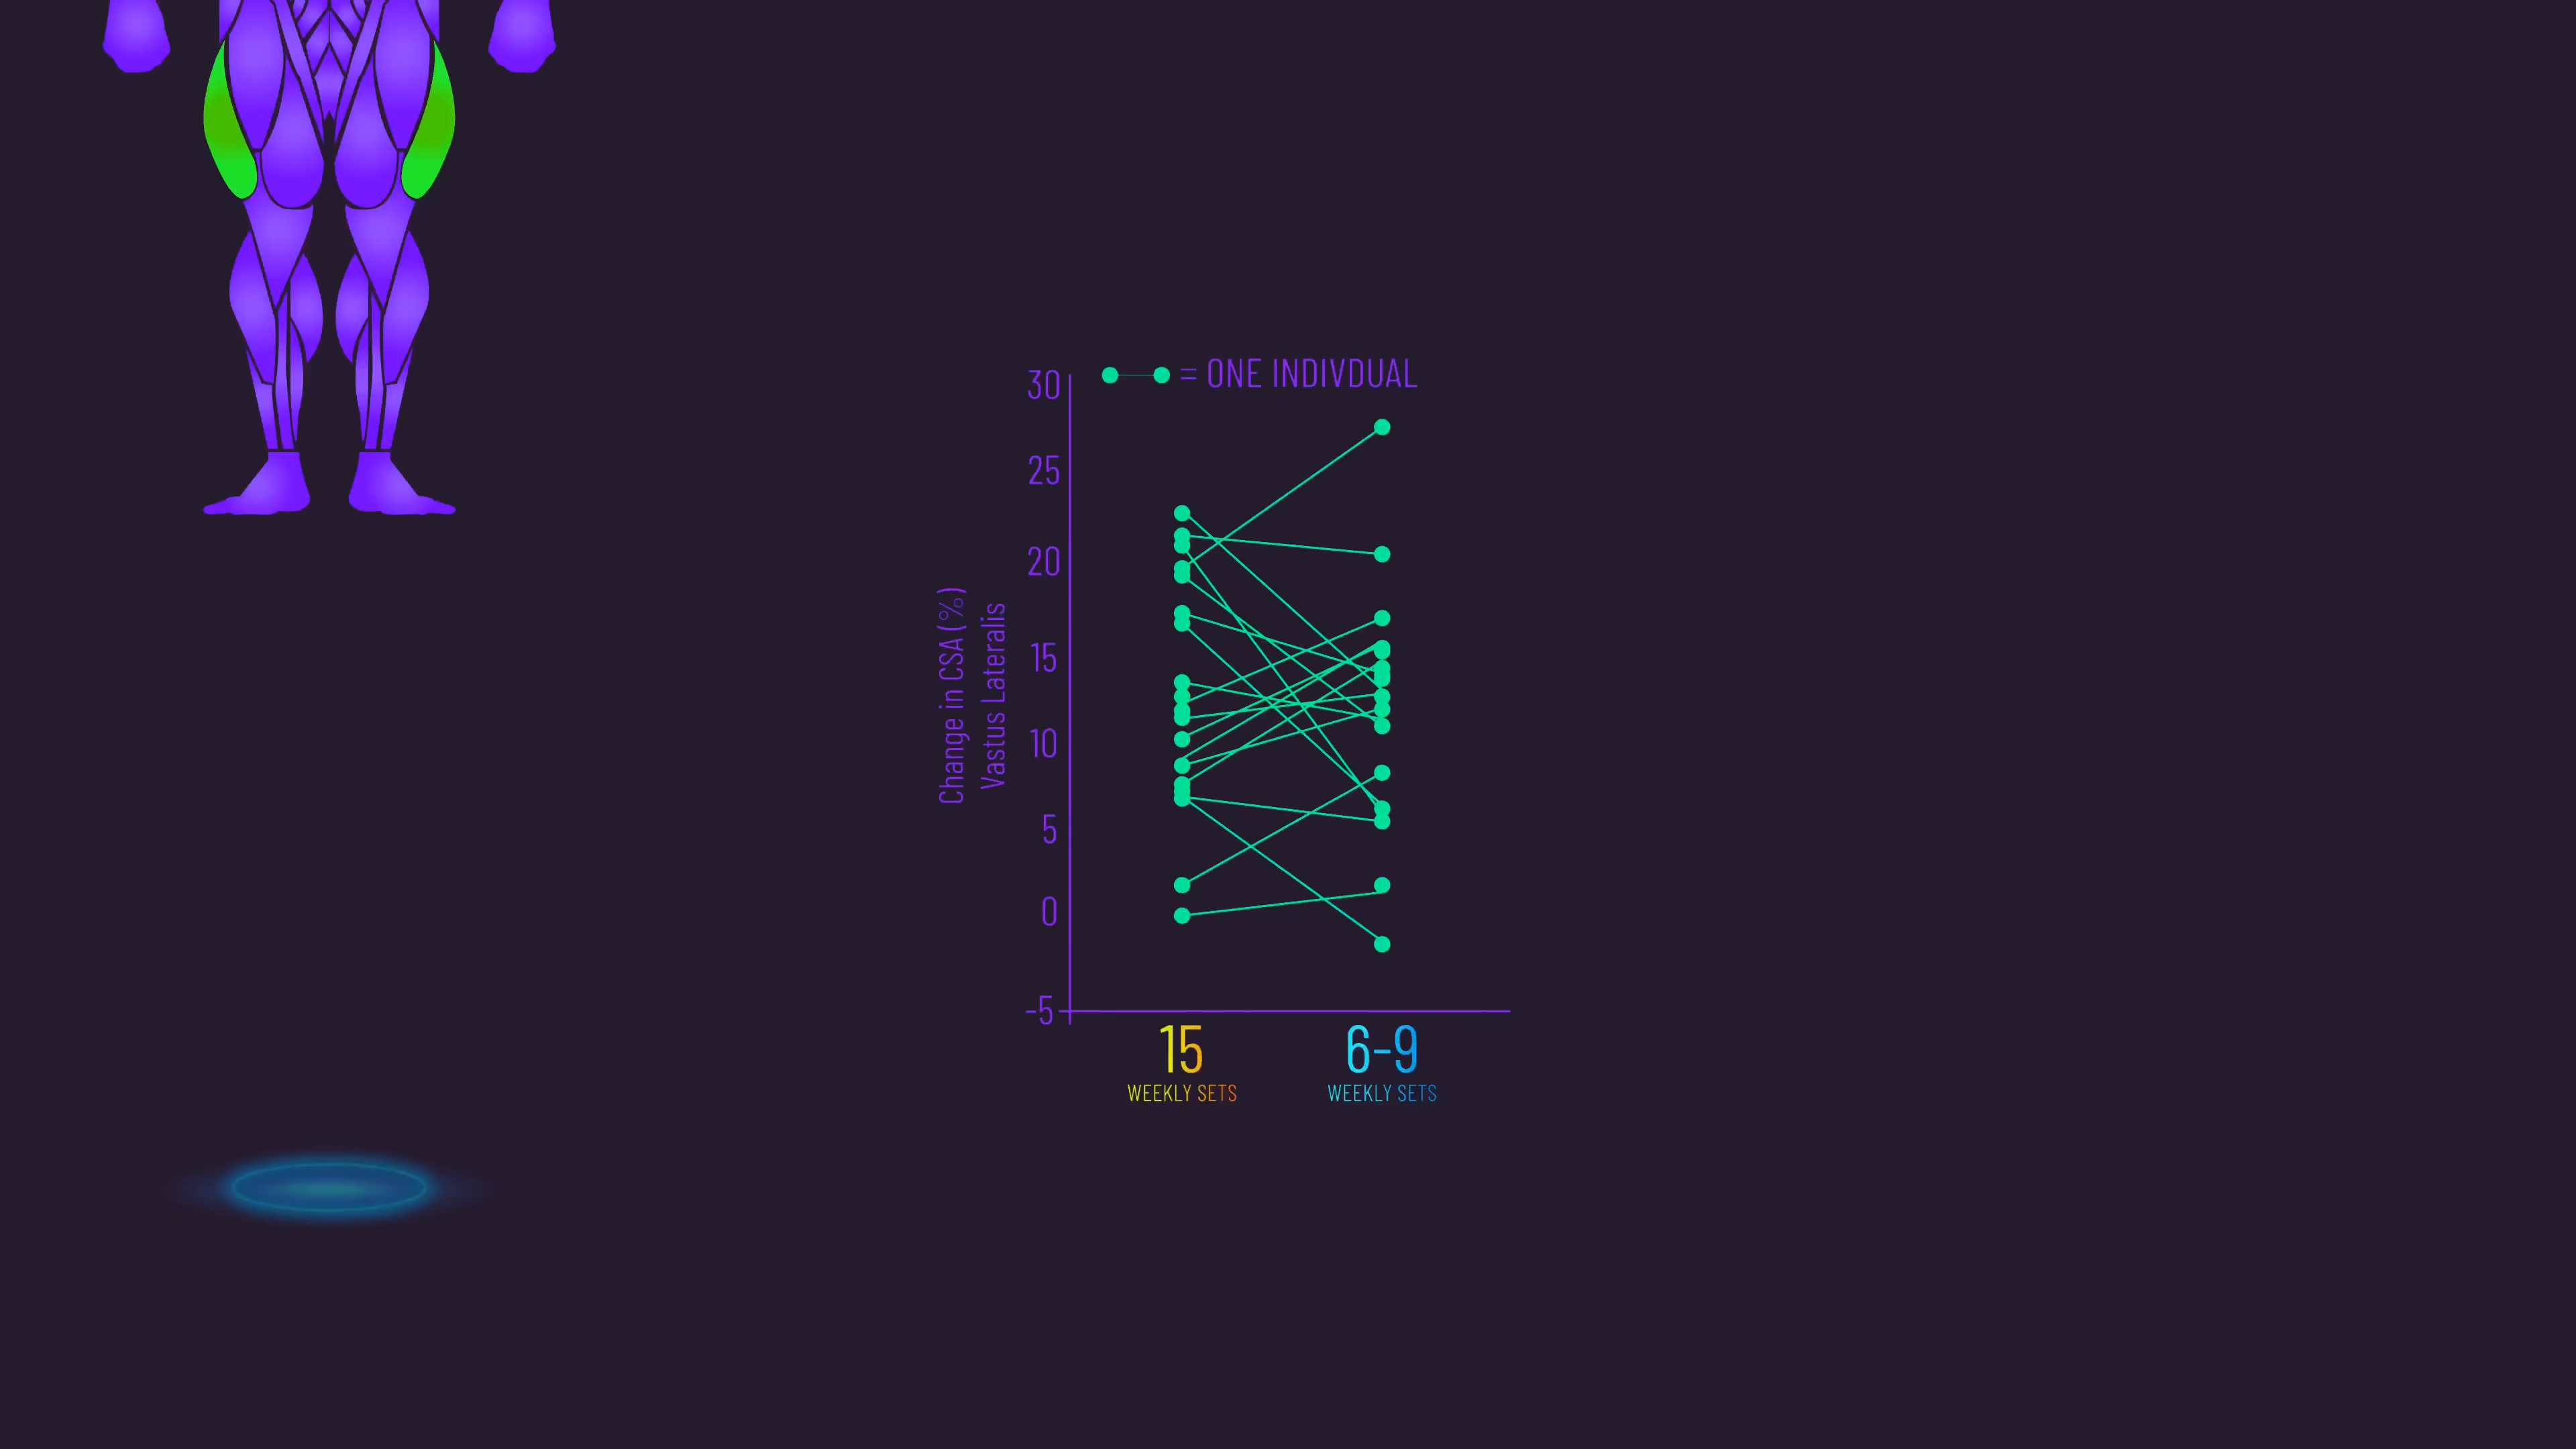 = ONE INDIVDUAL
30
25
20
15
10
5
0
-5
Change in CSA (%)
Vastus Lateralis
15
WEEKLY SETS
6-9
WEEKLY SETS